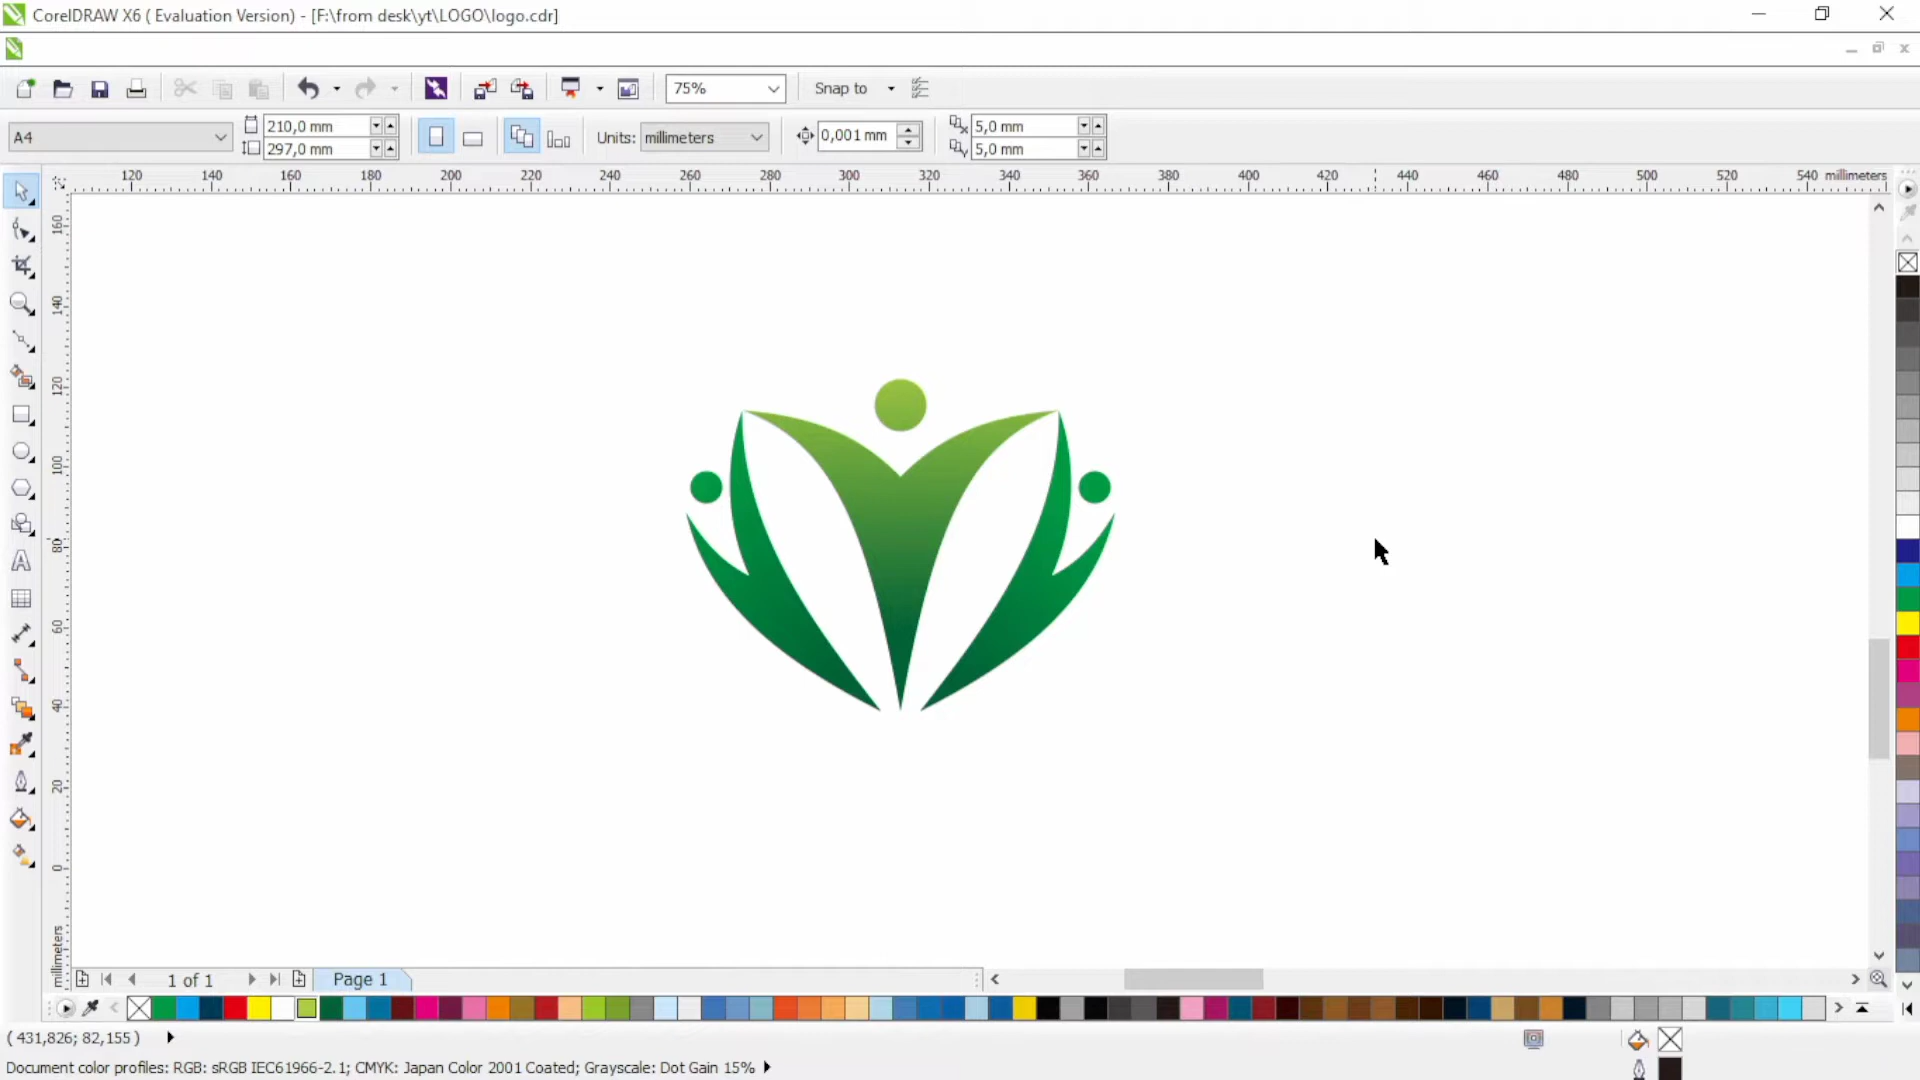 CorelDRAW X6 ( Evaluation Version) - [F:\from desk\yt\LOGO\logo.cdr]
75%
Snap to
A4
210,0 mm
297,0 mm
Units: millimeters
0,001 mm
5,0 mm
5,0 mm
120 140 160 180 200 220 240 260 280 300 320 340 360 380 400 420 440 460 480 500 520 540 millimeters
160
140
120
100
80
60
40
20
0
millimeters
1 of 1
Page 1
( 431,826; 82,155 )
Document color profiles: RGB: sRGB IEC61966-2.1; CMYK: Japan Color 2001 Coated; Grayscale: Dot Gain 15%